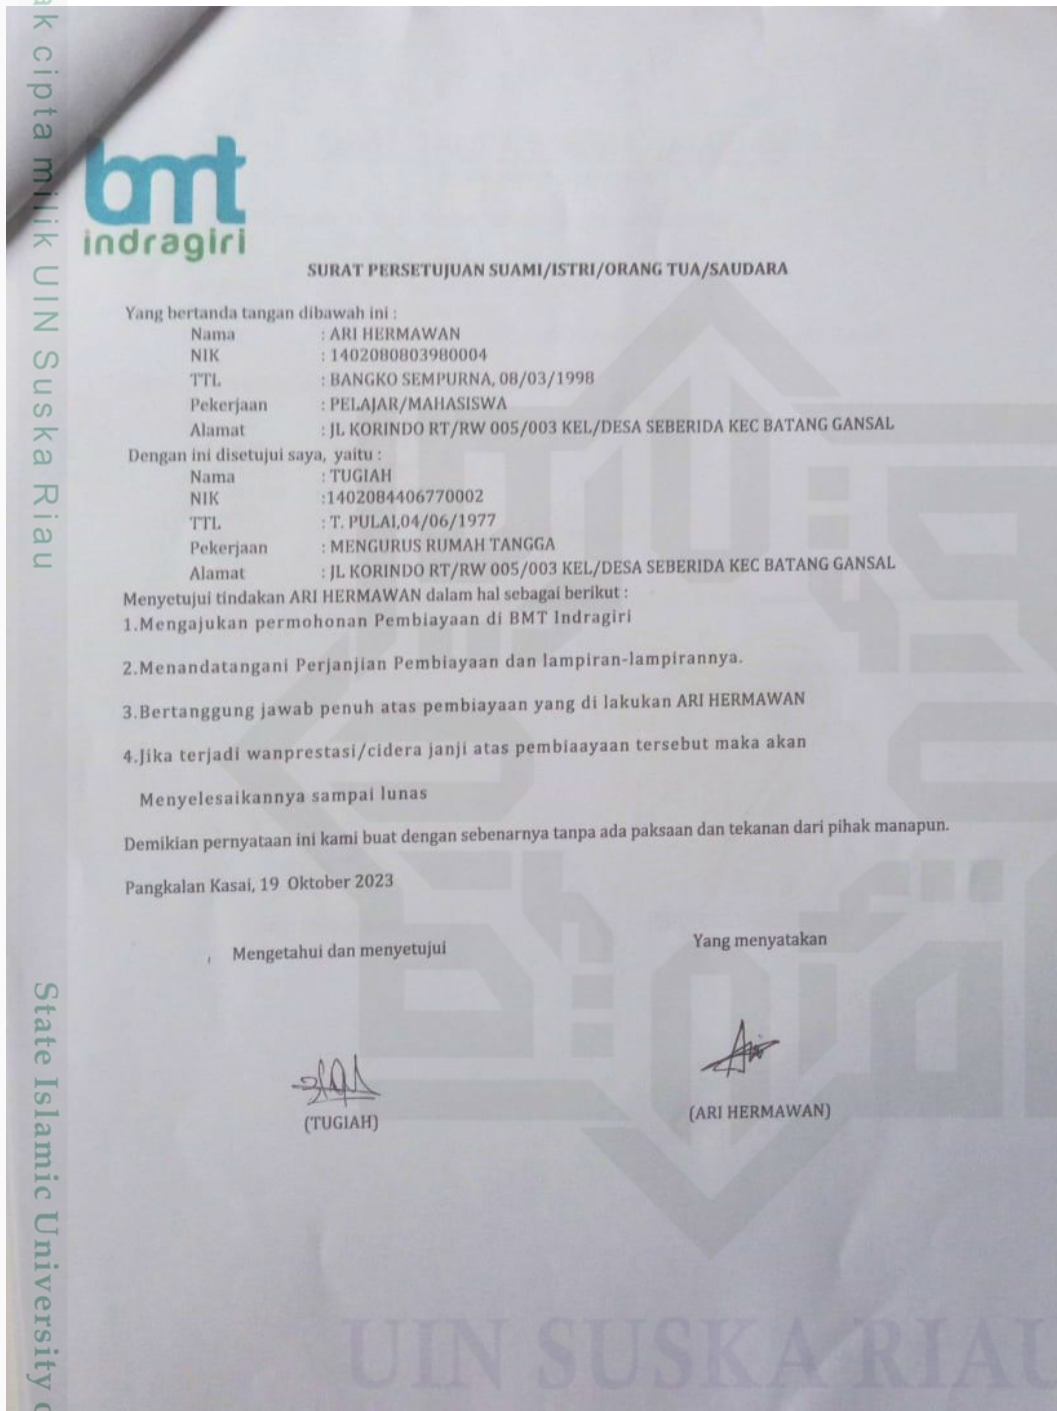 k cipta milik UIN Suska Riau
bmt
indragiri
SURAT PERSETUJUAN SUAMI/ISTRI/ORANG TUA/SAUDARA
Yang bertanda tangan dibawah ini :
Nama : ARI HERMAWAN
NIK : 1402080803980004
TTL : BANGKO SEMPURNA, 08/03/1998
Pekerjaan : PELAJAR/MAHASISWA
Alamat : JL KORINDO RT/RW 005/003 KEL/DESA SEBERIDA KEC BATANG GANSAL
Dengan ini disetujui saya, yaitu :
Nama : TUGIAH
NIK :1402084406770002
TTL : T. PULAI,04/06/1977
Pekerjaan : MENGURUS RUMAH TANGGA
Alamat : JL KORINDO RT/RW 005/003 KEL/DESA SEBERIDA KEC BATANG GANSAL
Menyetujui tindakan ARI HERMAWAN dalam hal sebagai berikut :
1.Mengajukan permohonan Pembiayaan di BMT Indragiri
2.Menandatangani Perjanjian Pembiayaan dan lampiran-lampirannya.
3.Bertanggung jawab penuh atas pembiayaan yang di lakukan ARI HERMAWAN
4.Jika terjadi wanprestasi/cidera janji atas pembiaayaan tersebut maka akan
Menyelesaikannya sampai lunas
Demikian pernyataan ini kami buat dengan sebenarnya tanpa ada paksaan dan tekanan dari pihak manapun.
Pangkalan Kasai, 19 Oktober 2023
Mengetahui dan menyetujui
Yang menyatakan
(TUGIAH)
(ARI HERMAWAN)
State Islamic University
UIN SUSKA RIAU